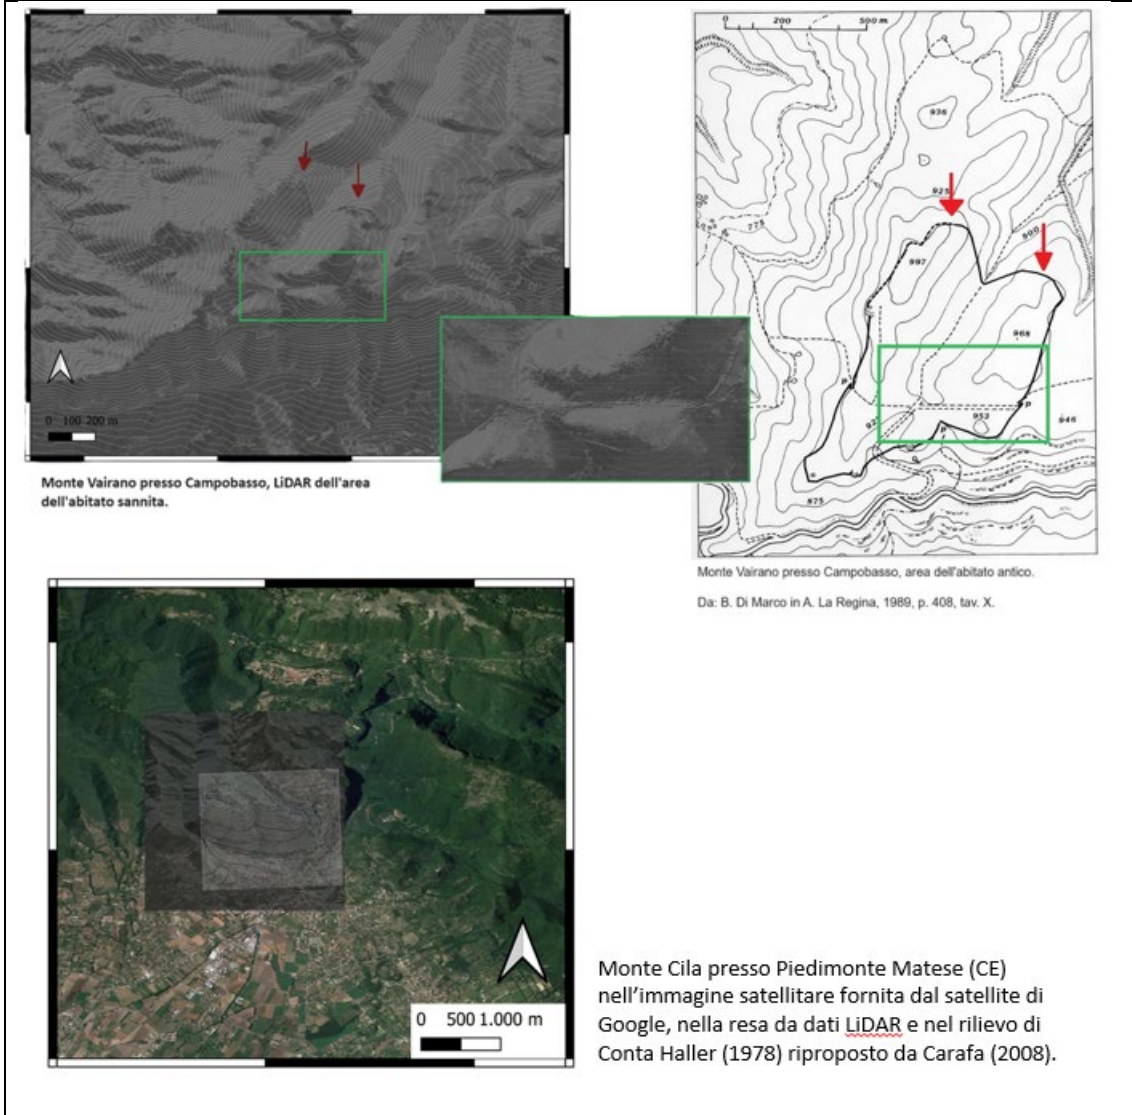 0 100 200 m
Monte Vairano presso Campobasso, LiDAR dell'area
dell'abitato sannita.
0 200 500 m
936
925
775
900
997
968
P
P
953
P
946
875
Monte Vairano presso Campobasso, area dell'abitato antico.
Da: B. Di Marco in A. La Regina, 1989, p. 408, tav. X.
0 500 1.000 m
Monte Cila presso Piedimonte Matese (CE)
nell’immagine satellitare fornita dal satellite di
Google, nella resa da dati LiDAR e nel rilievo di
Conta Haller (1978) riproposto da Carafa (2008).